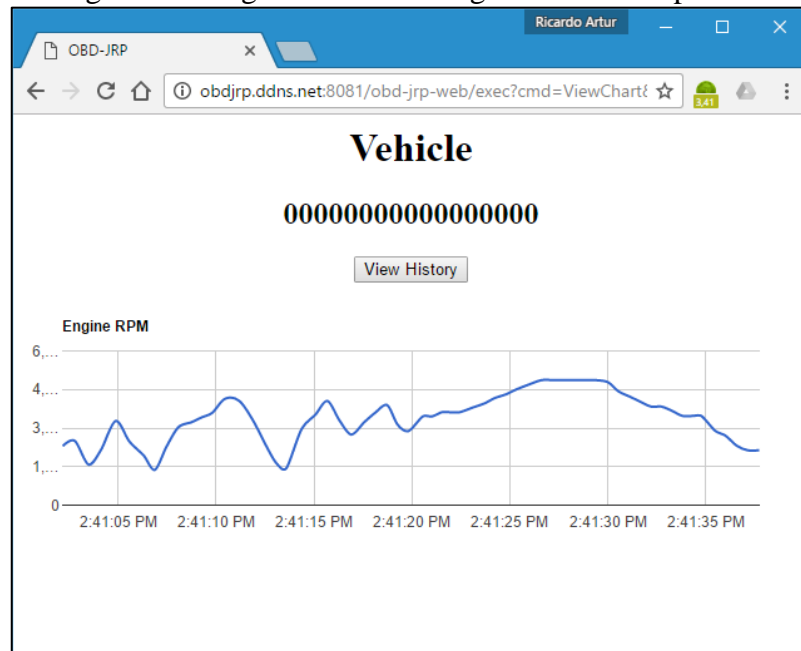 Ricardo Artur
OBD-JRP
obdjrp.ddns.net:8081/obd-jrp-web/exec?cmd=ViewChart&
3,41
Vehicle
00000000000000000
View History
Engine RPM
6,...
4,...
3,...
1,...
0
2:41:05 PM 2:41:10 PM 2:41:15 PM 2:41:20 PM 2:41:25 PM 2:41:30 PM 2:41:35 PM